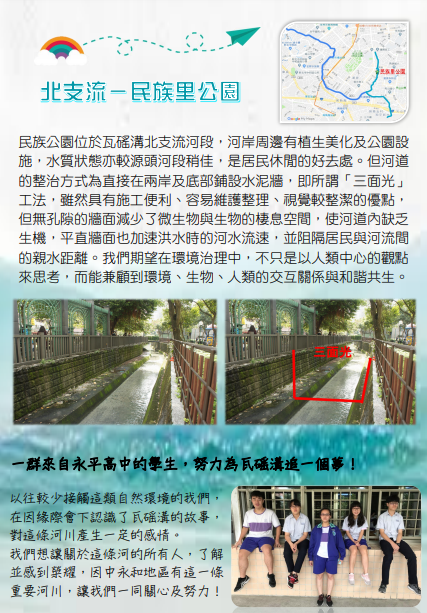 北支流－民族里公園
民族里公園
民族公園位於瓦磘溝北支流河段，河岸周邊有植生美化及公園設
施，水質狀態亦較源頭河段稍佳，是居民休閒的好去處。但河道
的整治方式為直接在兩岸及底部鋪設水泥牆，即所謂「三面光」
工法，雖然具有施工便利、容易維護整理、視覺較整潔的優點，
但無孔隙的牆面減少了微生物與生物的棲息空間，使河道內缺乏
生機，平直牆面也加速洪水時的河水流速，並阻隔居民與河流間
的親水距離。我們期望在環境治理中，不只是以人類中心的觀點
來思考，而能兼顧到環境、生物、人類的交互關係與和諧共生。
三面光
一群來自永平高中的學生，努力為瓦磘溝造一個夢！
以往較少接觸這類自然環境的我們，
在因緣際會下認識了瓦磘溝的故事，
對這條河川產生一定的感情。
我們想讓關於這條河的所有人，了解
並感到榮耀，因中永和地區有這一條
重要河川，讓我們一同關心及努力！